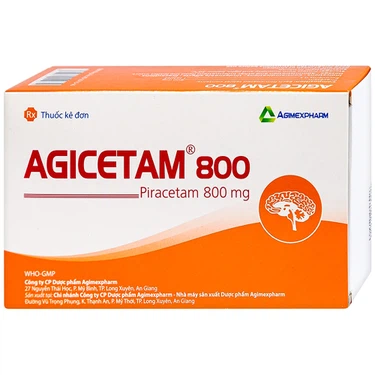 Rx Thuốc kê đơn
AGIMEXPHARM
AGICETAM® 800
Piracetam 800 mg
WHO-GMP
Công ty CP Dược phẩm Agimexpharm
27 Nguyễn Thái Học, P. Mỹ Bình, TP. Long Xuyên, An Giang
Sản xuất tại: Chi nhánh Công ty CP Dược phẩm Agimexpharm - Nhà máy sản xuất Dược phẩm Agimexpharm
Đường Vũ Trọng Phụng, K. Thạnh An, P. Mỹ Thới, TP. Long Xuyên, An Giang